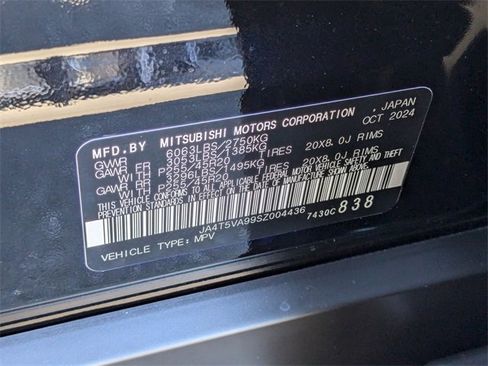 MFD.BY MITSUBISHI MOTORS CORPORATION, JAPAN
GVWR 6063LBS/2750KG OCT 2024
GAWR FR 3053LBS/1385KG
P255/45R20 TIRES 20X8.0J RIMS
GAWR RR 3296LBS/1495KG
P255/45R20 TIRES 20X8.0J RIMS
THIS VEHICLE CONFORMS TO ALL APPLICABLE FEDERAL MOTOR VEHICLE SAFETY, BUMPER, AND THEFT
PREVENTION STANDARDS IN EFFECT ON THE DATE OF MANUFACTURE SHOWN ABOVE.
JA4T5VA99SZ004436 7430C 838
VEHICLE TYPE: MPV